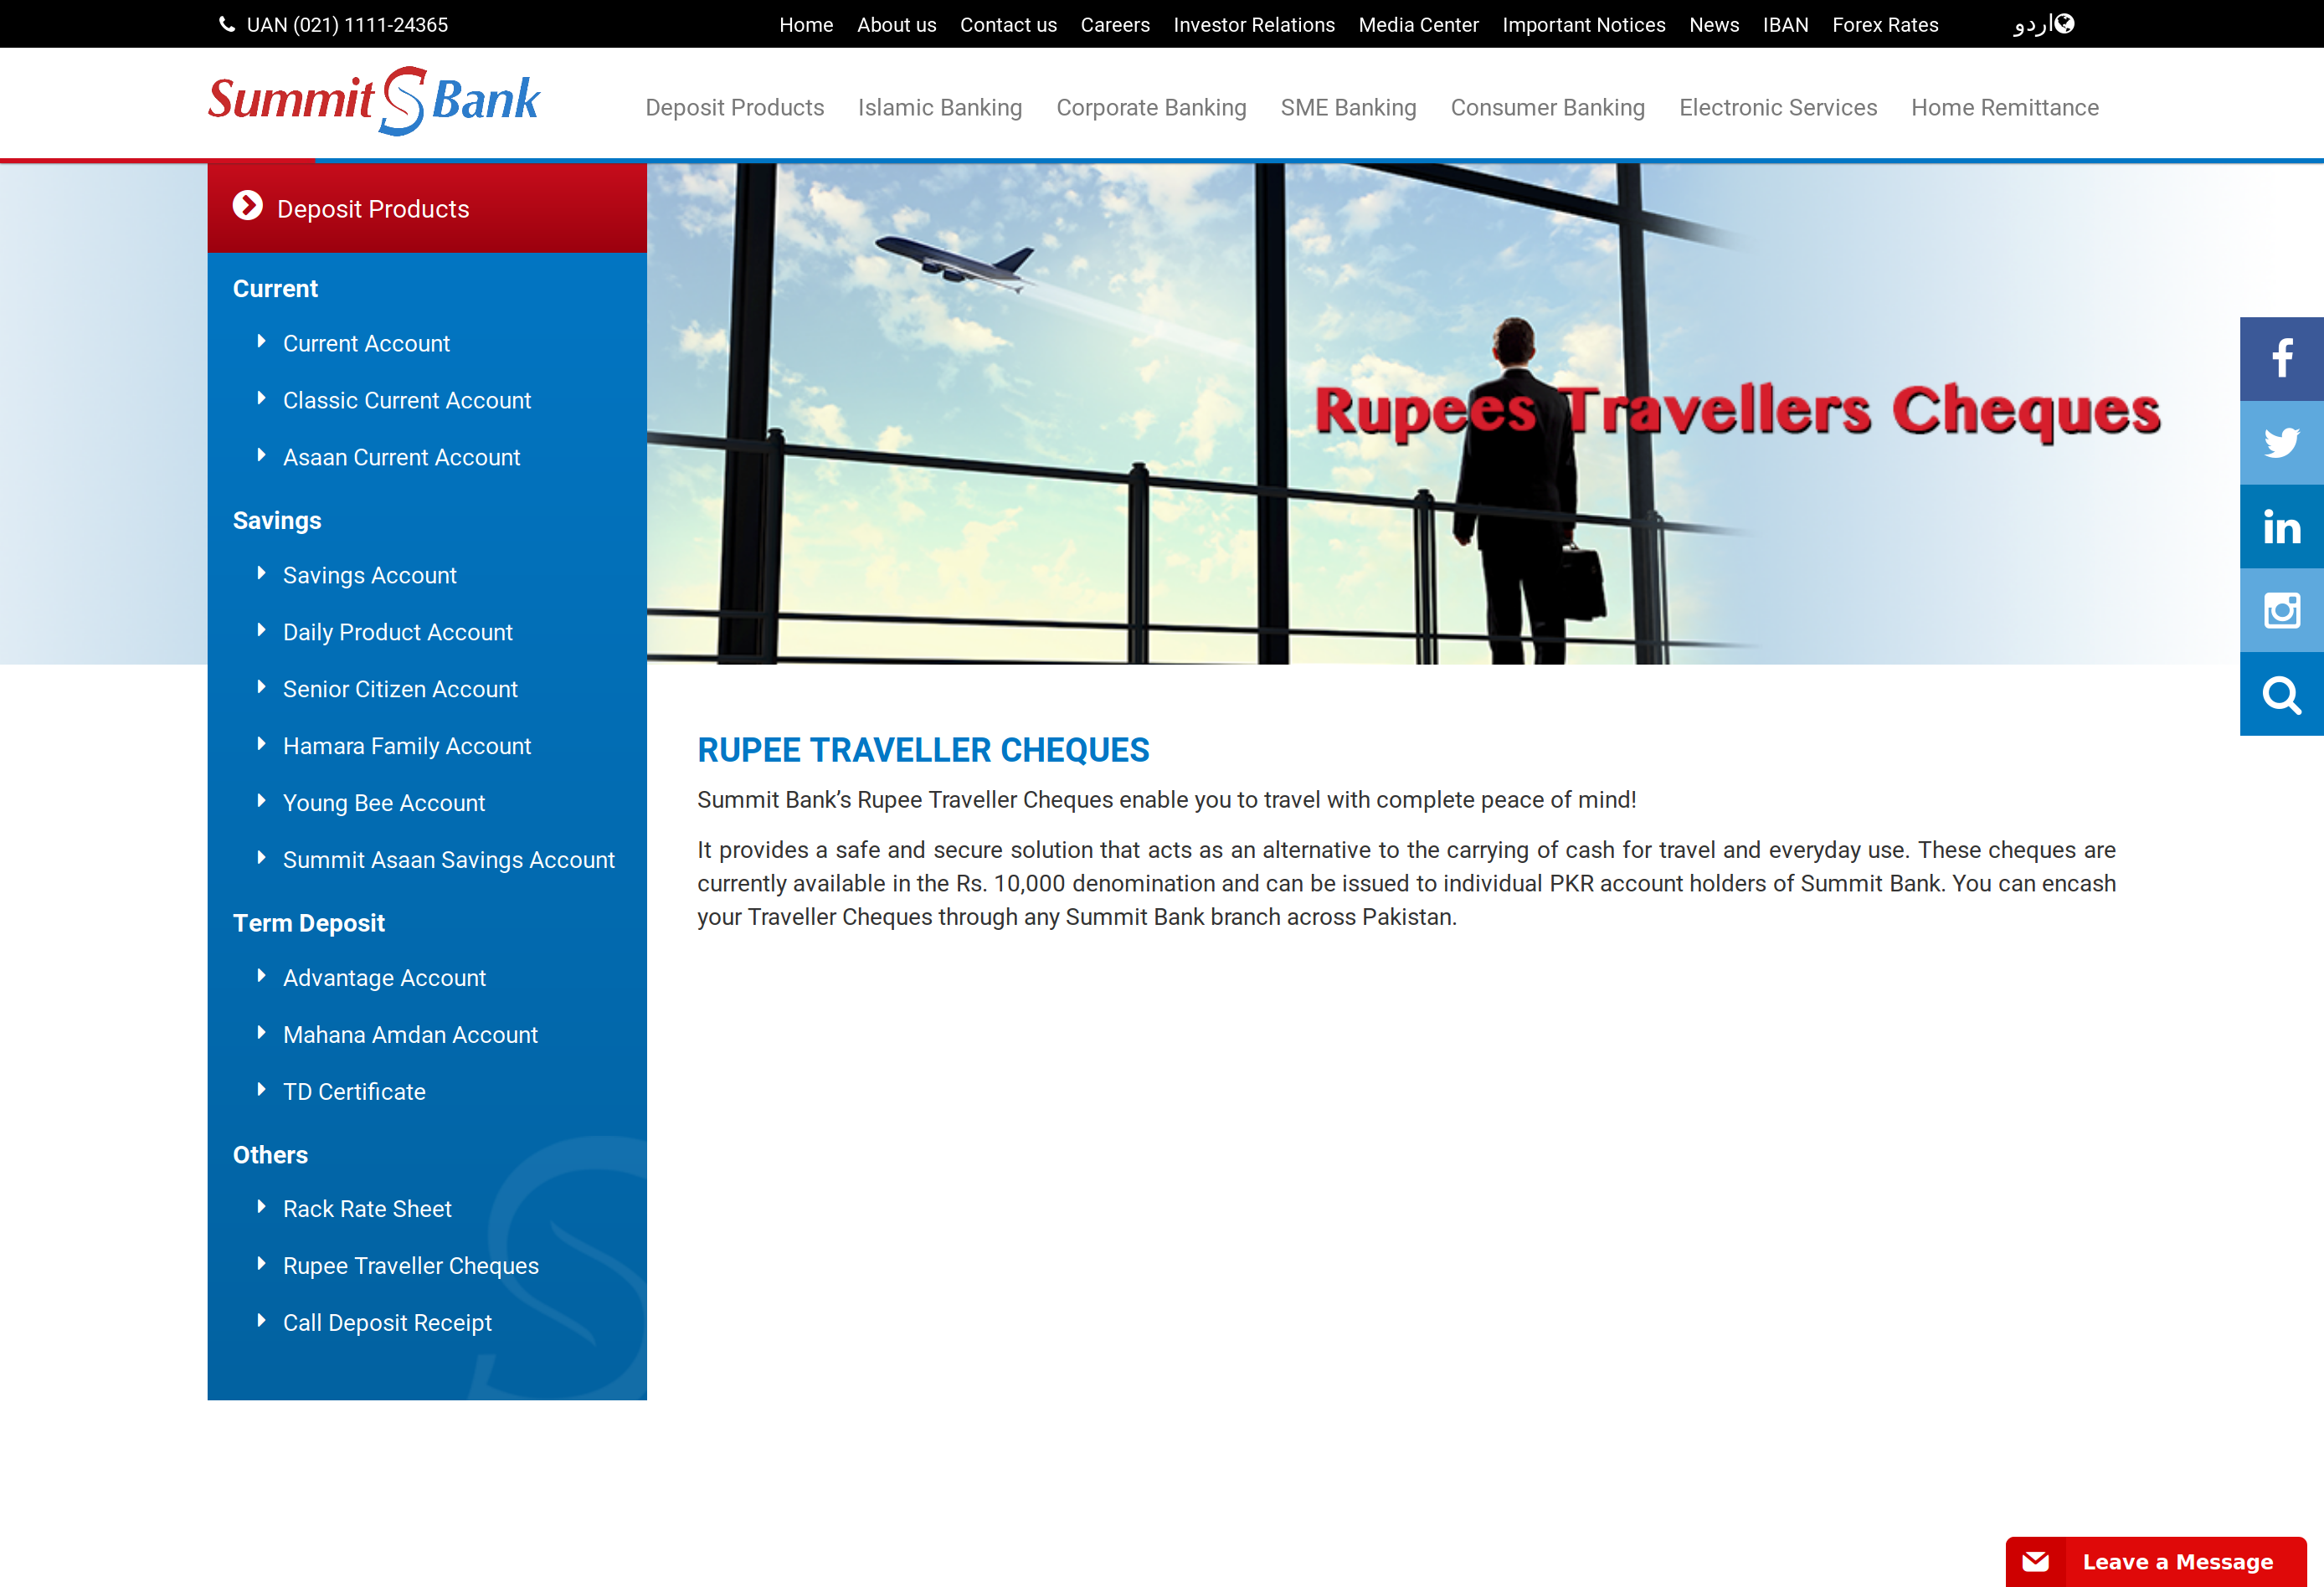 UAN (021) 1111-24365
Home About us Contact us Careers Investor Relations Media Center Important Notices News IBAN Forex Rates اردو
Summit S Bank
Deposit Products Islamic Banking Corporate Banking SME Banking Consumer Banking Electronic Services Home Remittance
Deposit Products
Current
Current Account
Classic Current Account
Asaan Current Account
Savings
Savings Account
Daily Product Account
Senior Citizen Account
Hamara Family Account
Young Bee Account
Summit Asaan Savings Account
Term Deposit
Advantage Account
Mahana Amdan Account
TD Certificate
Others
Rack Rate Sheet
Rupee Traveller Cheques
Call Deposit Receipt
Rupees Travellers Cheques
RUPEE TRAVELLER CHEQUES
Summit Bank’s Rupee Traveller Cheques enable you to travel with complete peace of mind!
It provides a safe and secure solution that acts as an alternative to the carrying of cash for travel and everyday use. These cheques are
currently available in the Rs. 10,000 denomination and can be issued to individual PKR account holders of Summit Bank. You can encash
your Traveller Cheques through any Summit Bank branch across Pakistan.
Leave a Message